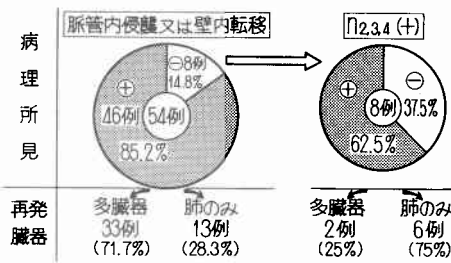 病理所見
脈管内侵襲又は壁内転移
⊖8例
14.8%
⊕
46例
54例
85.2%
n2,3,4 (+)
⊕
⊖
8例
37.5%
62.5%
再発臓器
多臓器
肺のみ
33例
13例
(71.7%)
(28.3%)
多臓器
肺のみ
2例
6例
(25%)
(75%)